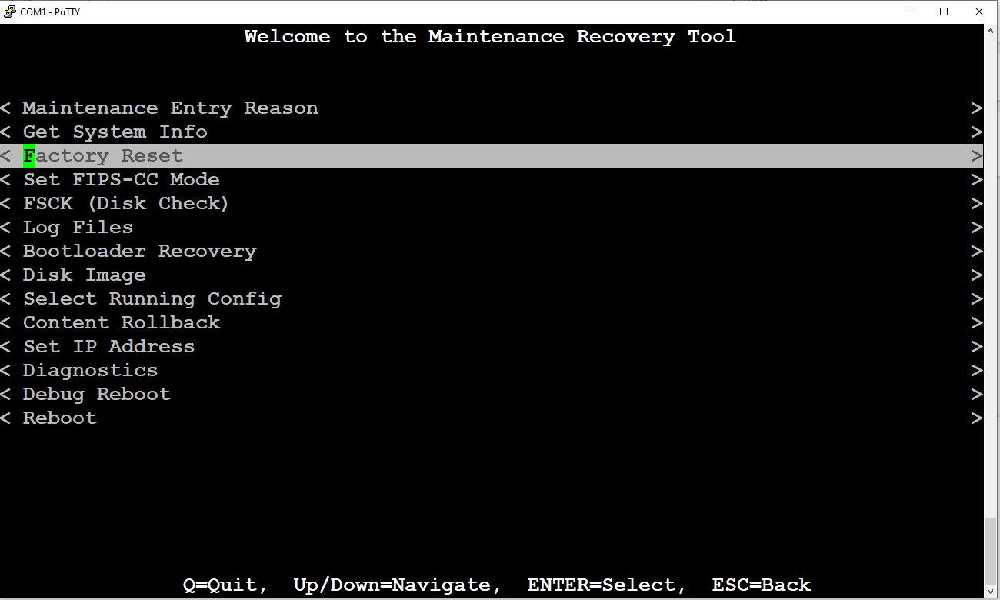 COM1 - PuTTY
Welcome to the Maintenance Recovery Tool
< Maintenance Entry Reason >
< Get System Info >
< Factory Reset >
< Set FIPS-CC Mode >
< FSCK (Disk Check) >
< Log Files >
< Bootloader Recovery >
< Disk Image >
< Select Running Config >
< Content Rollback >
< Set IP Address >
< Diagnostics >
< Debug Reboot >
< Reboot >
Q=Quit, Up/Down=Navigate, ENTER=Select, ESC=Back